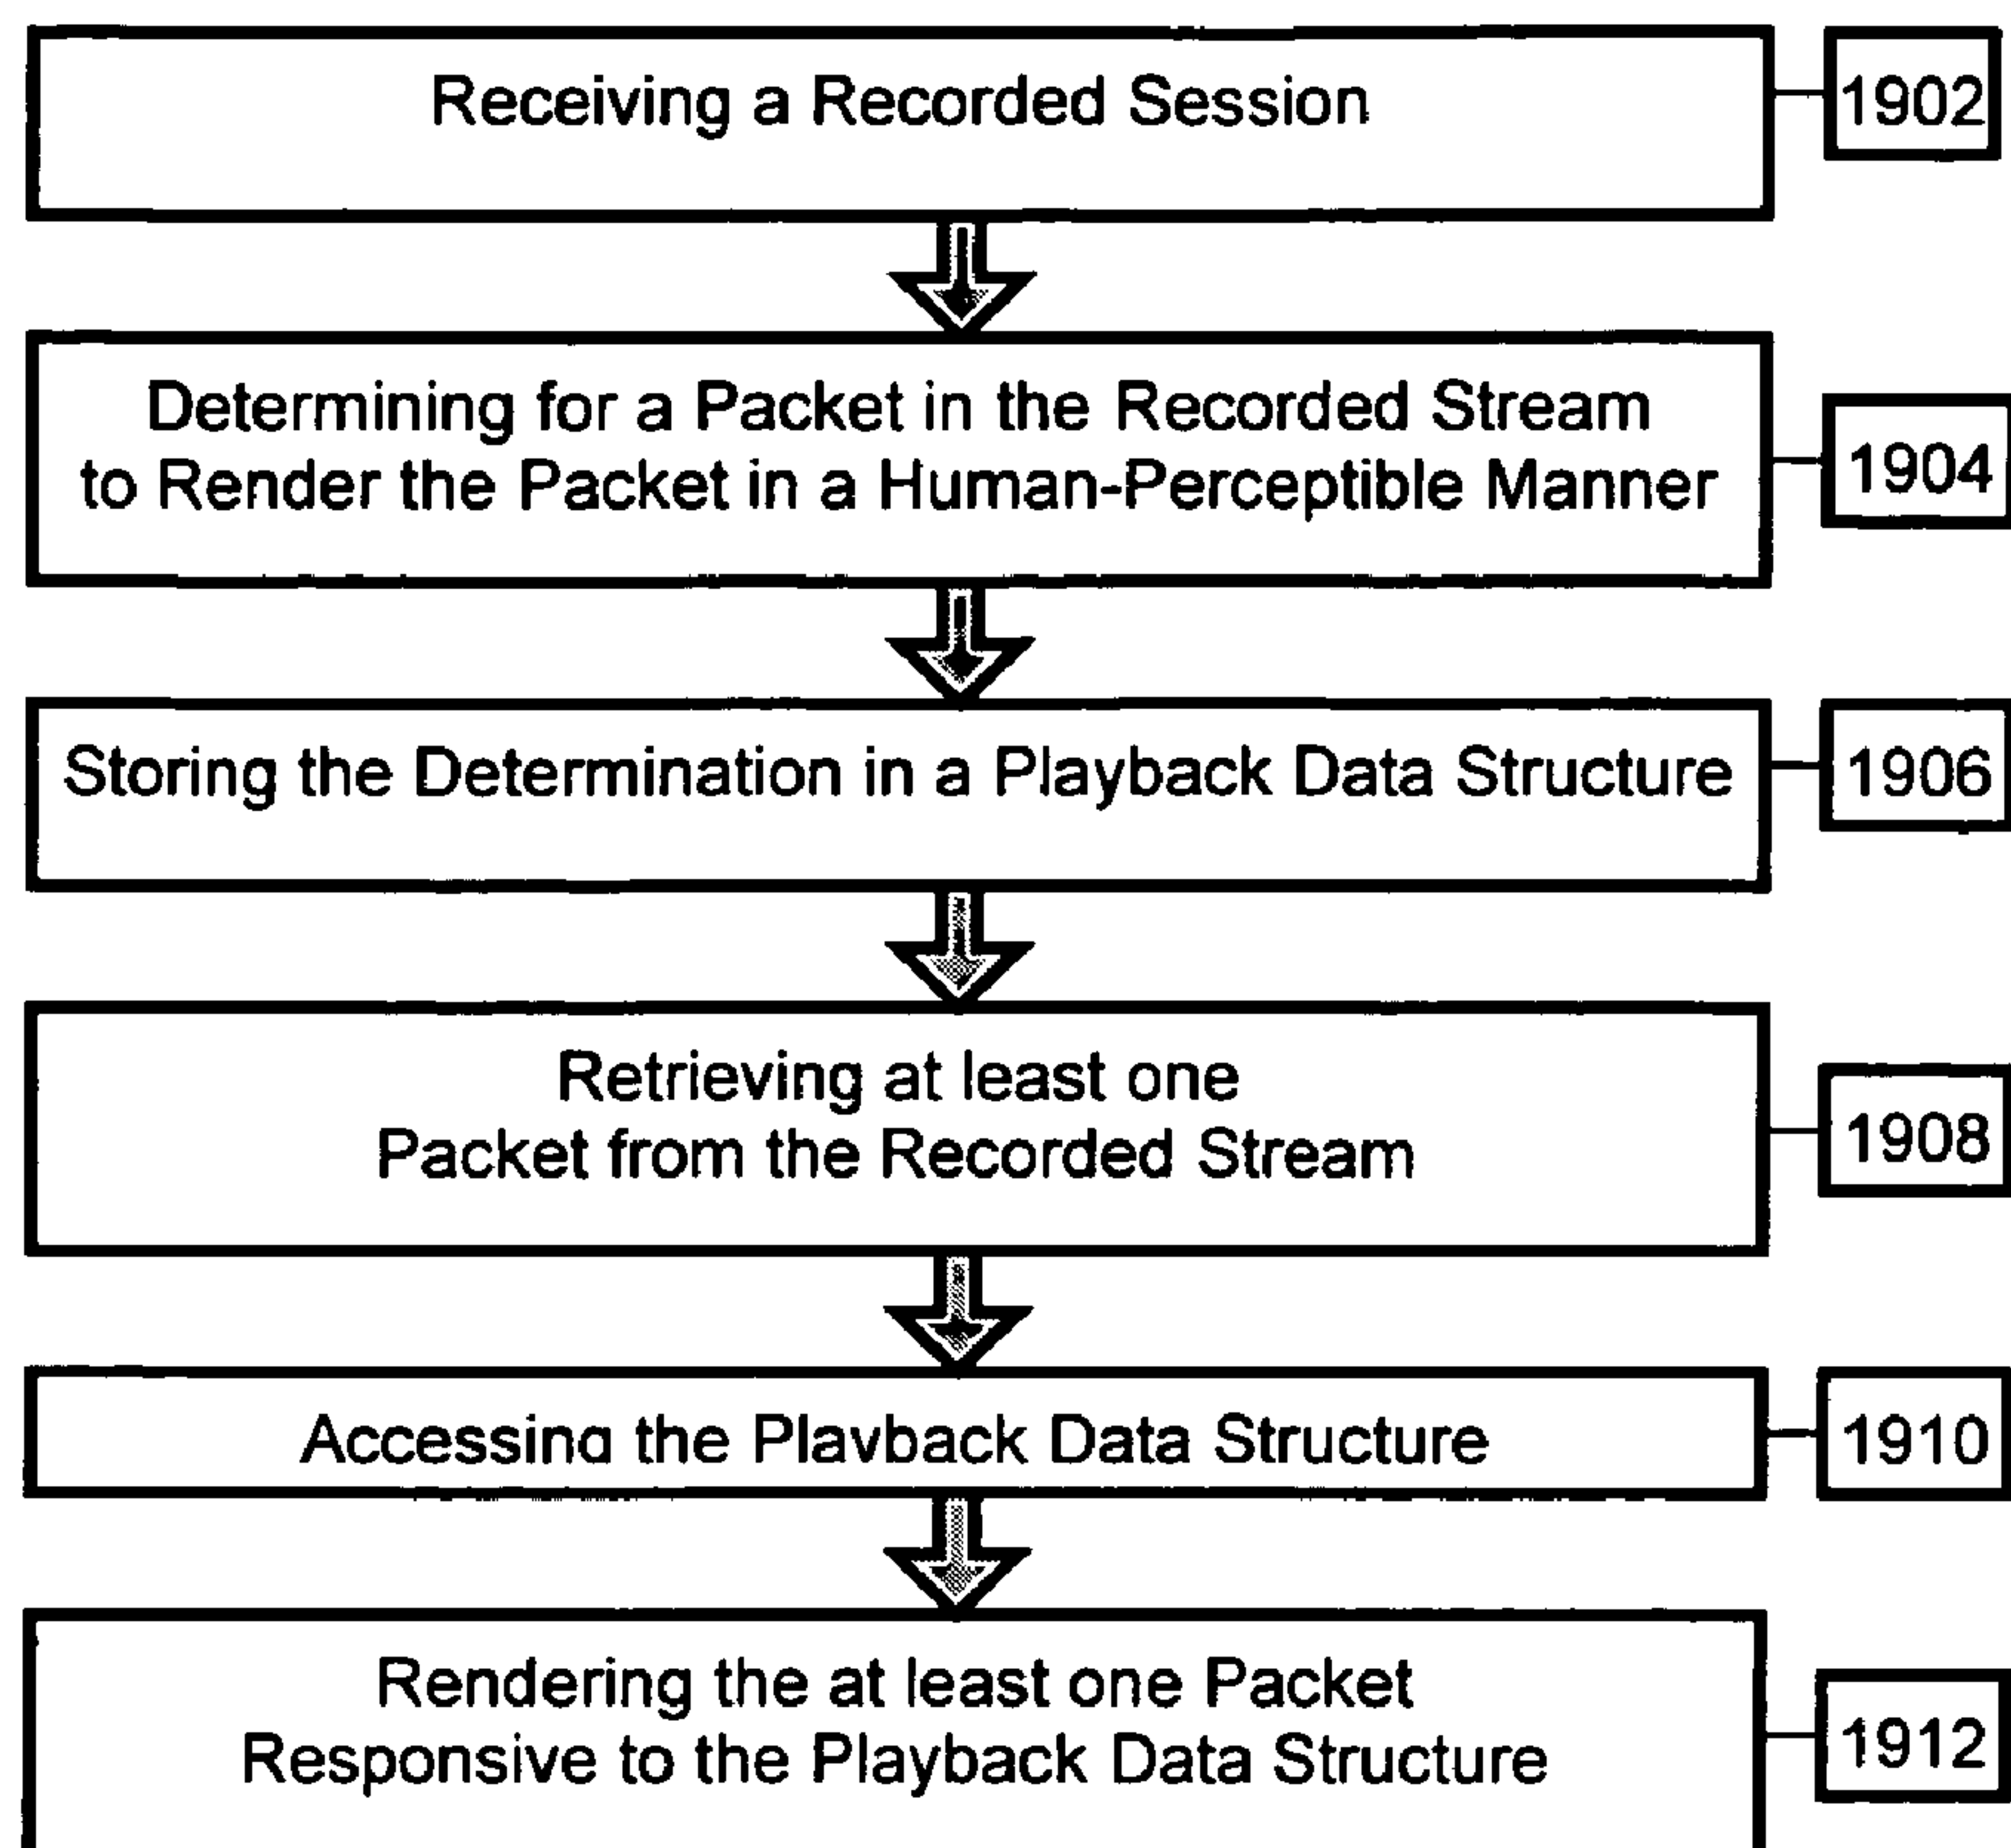 Receiving a Recorded Session
1902
Determining for a Packet in the Recorded Stream
to Render the Packet in a Human-Perceptible Manner
1904
Storing the Determination in a Playback Data Structure
1906
Retrieving at least one
Packet from the Recorded Stream
1908
Accessing the Playback Data Structure
1910
Rendering the at least one Packet
Responsive to the Playback Data Structure
1912